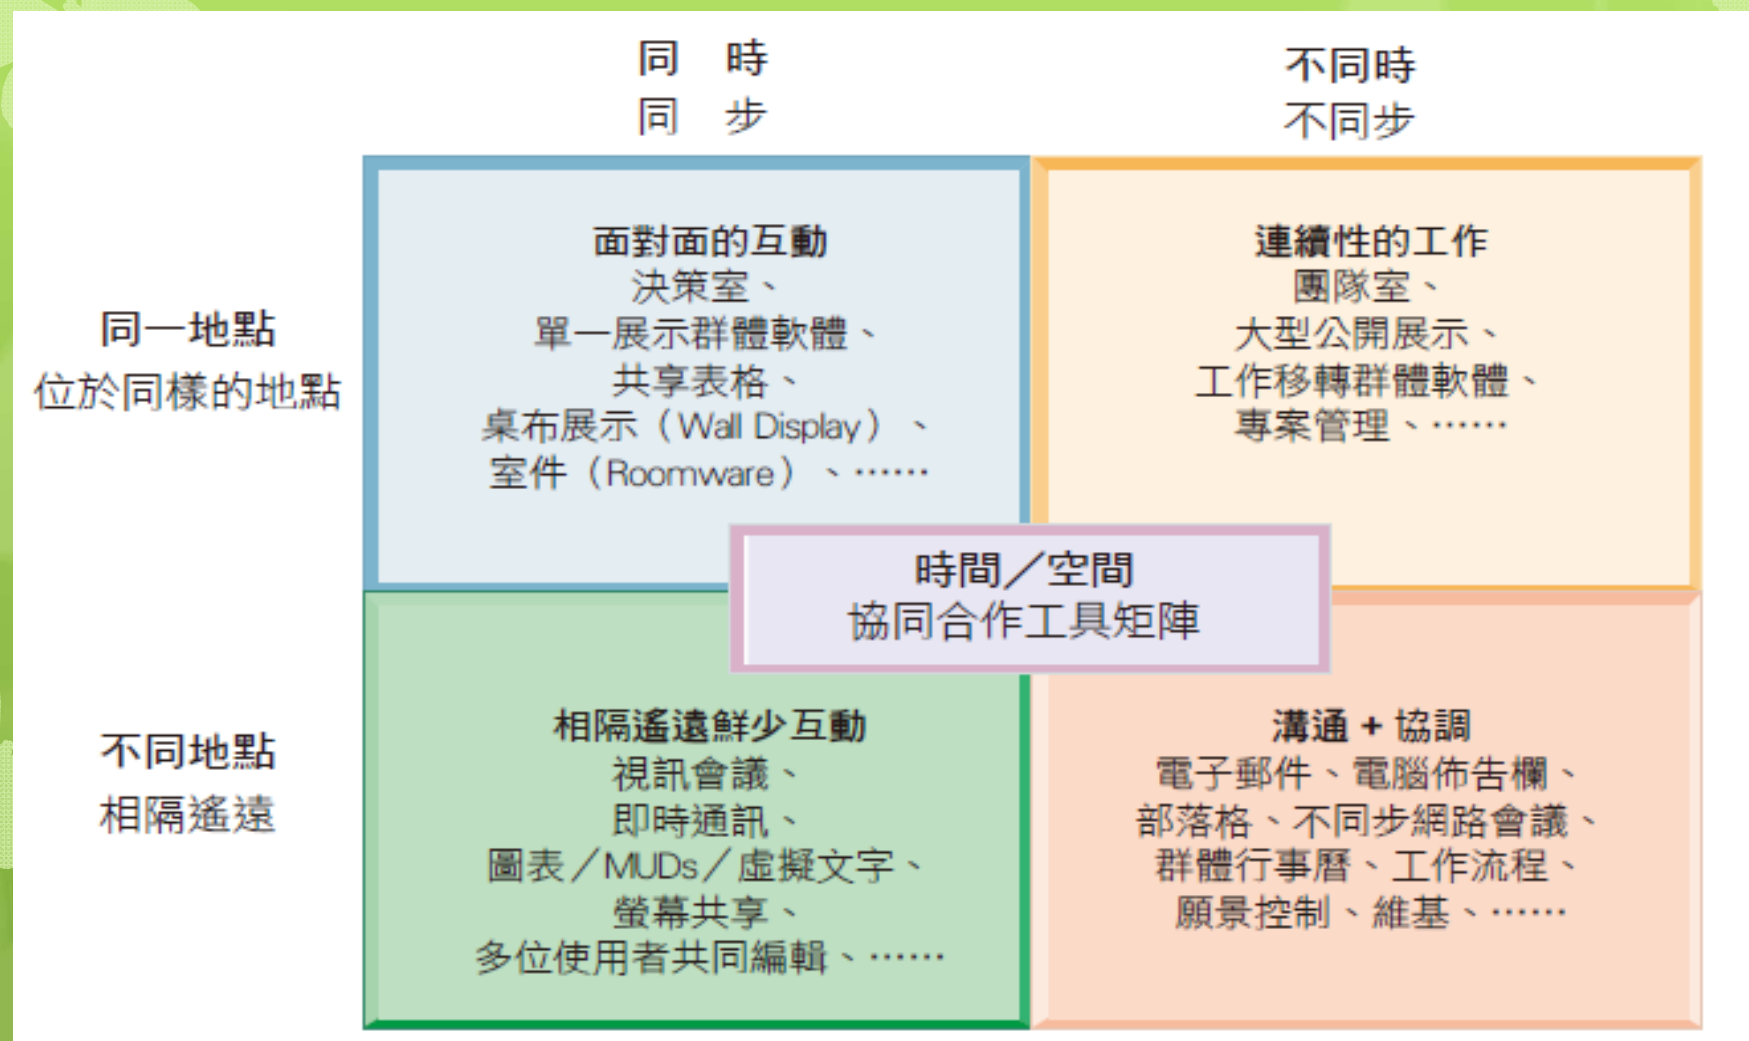 同　時
同　步
不同時
不同步
同一地點
位於同樣的地點
面對面的互動
決策室、
單一展示群體軟體、
共享表格、
桌布展示（Wall Display）、
室件（Roomware）、……
連續性的工作
團隊室、
大型公開展示、
工作移轉群體軟體、
專案管理、……
時間／空間
協同合作工具矩陣
不同地點
相隔遙遠
相隔遙遠鮮少互動
視訊會議、
即時通訊、
圖表／MUDs／虛擬文字、
螢幕共享、
多位使用者共同編輯、……
溝通 + 協調
電子郵件、電腦佈告欄、
部落格、不同步網路會議、
群體行事曆、工作流程、
願景控制、維基、……